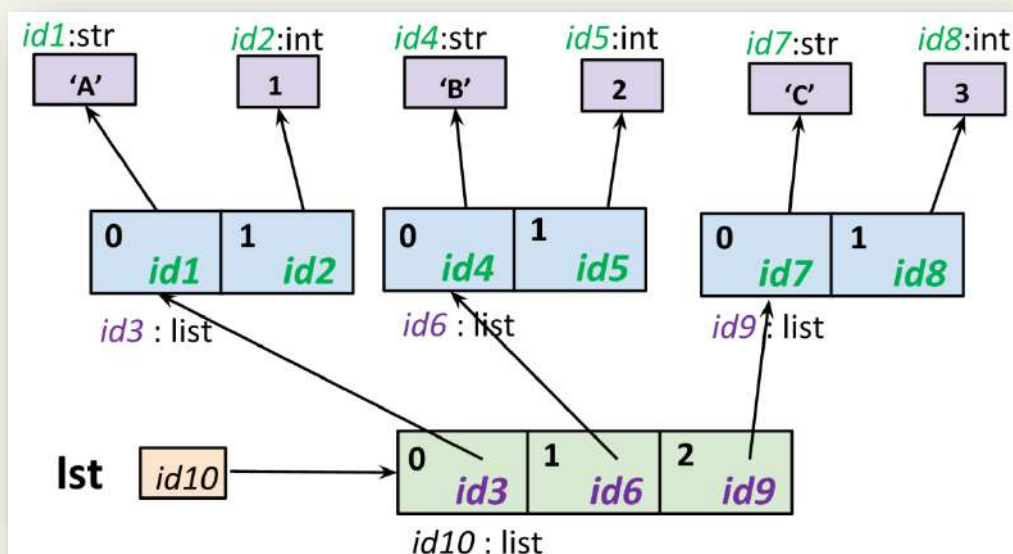 id1:str id2:int id4:str id5:int id7:str id8:int
‘A’ 1 ‘B’ 2 ‘C’ 3
0 1 0 1 0 1
id1 id2 id4 id5 id7 id8
id3 : list id6 : list id9 : list
0 1 2
lst id10 id3 id6 id9
id10 : list